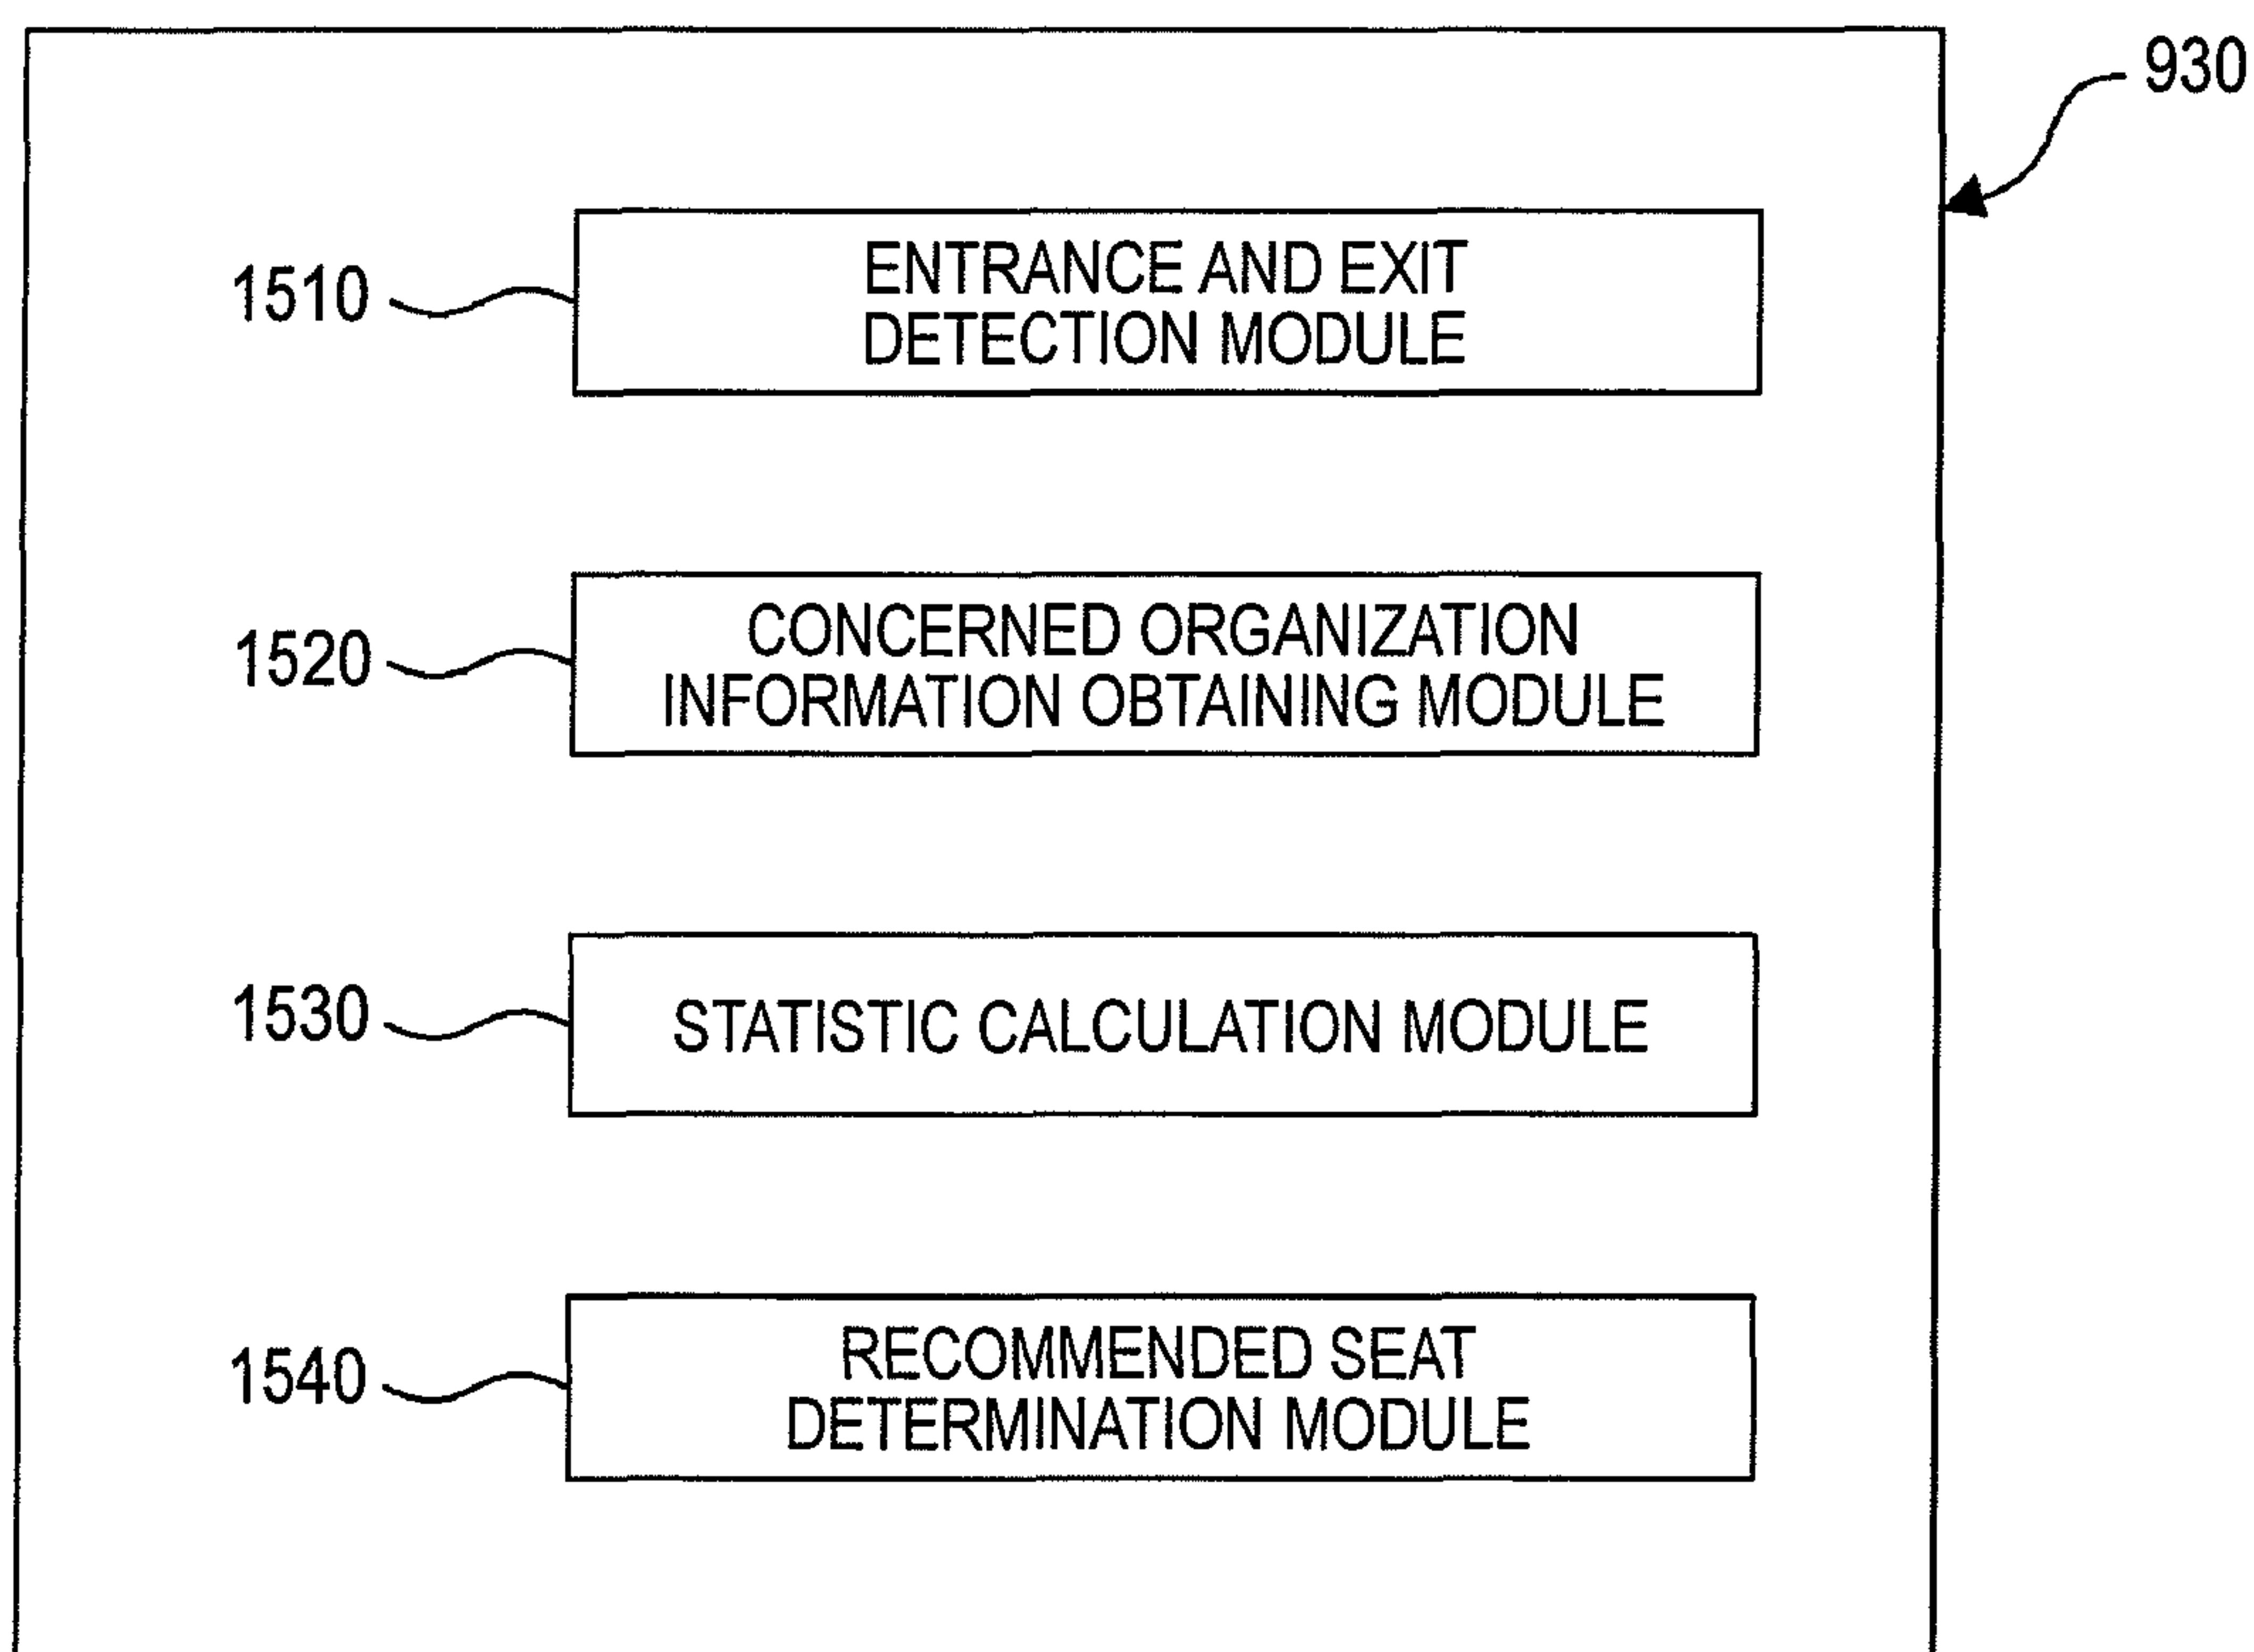 930
1510
ENTRANCE AND EXIT
DETECTION MODULE
1520
CONCERNED ORGANIZATION
INFORMATION OBTAINING MODULE
1530
STATISTIC CALCULATION MODULE
1540
RECOMMENDED SEAT
DETERMINATION MODULE